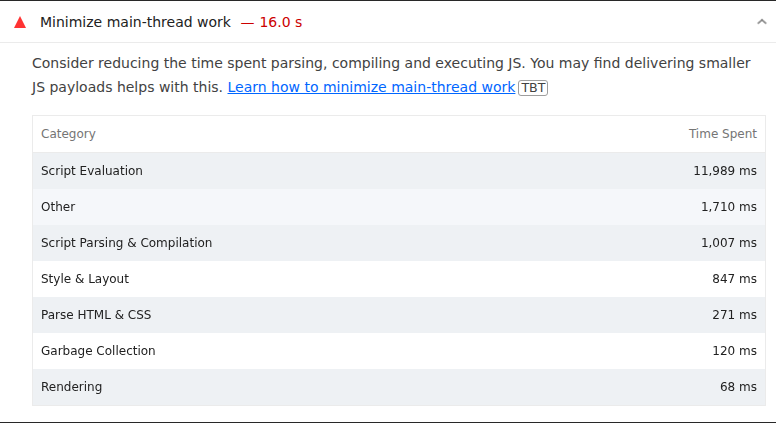 Minimize main-thread work — 16.0 s
Consider reducing the time spent parsing, compiling and executing JS. You may find delivering smaller
JS payloads helps with this. Learn how to minimize main-thread work TBT
Category Time Spent
Script Evaluation 11,989 ms
Other 1,710 ms
Script Parsing & Compilation 1,007 ms
Style & Layout 847 ms
Parse HTML & CSS 271 ms
Garbage Collection 120 ms
Rendering 68 ms